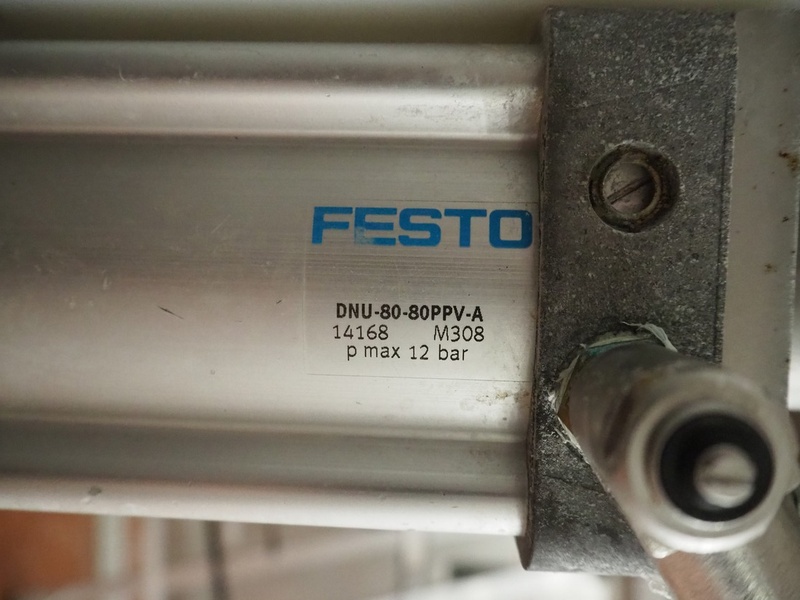 FESTO
DNU-80-80PPV-A
14168 M308
p max 12 bar